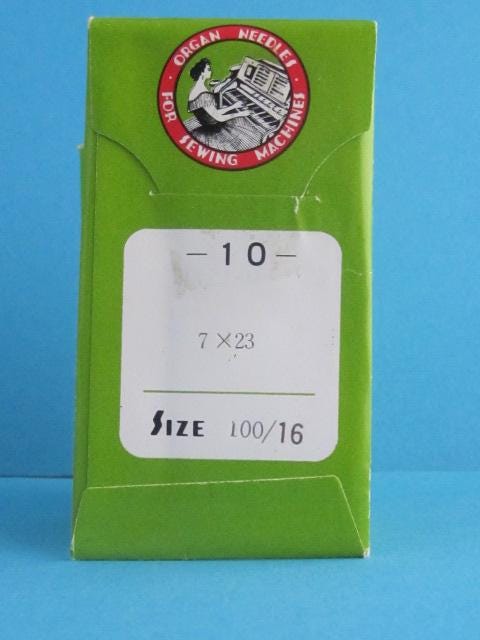 ORGAN NEEDLES
FOR SEWING MACHINES
-10-
7×23
SIZE 100/16